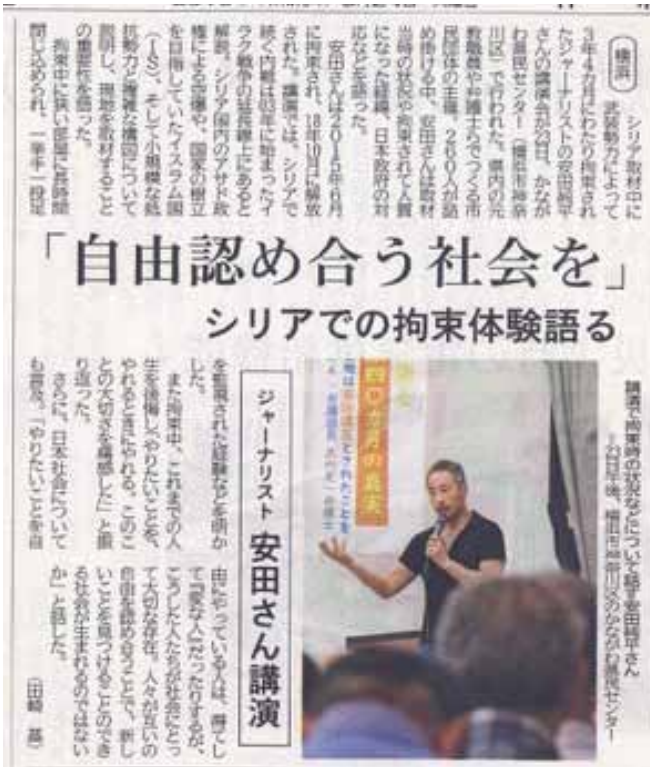 横浜
シリア取材中に
武装勢力によって
3年4カ月にわたり拘束され
たジャーナリストの安田純平
さんの講演会が23日、かなが
わ県民センター(横浜市神奈
川区)で行われた。県内の元
教職員や弁護士らでつくる市
民団体の主催。260人が詰
め掛ける中、安田さんは取材
当時の状況や拘束されて人質
になった経緯、日本政府の対
応などを語った。
安田さんは2015年6月
に拘束され、18年10月に解放
された。講演では、シリアで
続く内戦は03年に始まったイ
ラク戦争の延長線上にあると
解説。シリア国内のアサド政
権による空爆や、国家の樹立
を目指していたイスラム国
(IS)、そして小規模な抵
抗勢力と複雑な構図について
説明し、現地を取材すること
の重要性を語った。
拘束中に狭い部屋に長時間
閉じ込められ、一挙手一投足
「自由認め合う社会を」
シリアでの拘束体験語る
講演で拘束時の状況などについて話す安田純平さん
=23日午後、横浜市神奈川区のかながわ県民センター
月の真実
ジャーナリスト 安田さん講演
を監視された経験などを明か
した。
また拘束中、これまでの人
生を後悔し「やりたいことを、
やれるときにやれる。このこ
との大切さを痛感した」と振
り返った。
さらに、日本社会について
も言及。「やりたいことを自
由にやっている人は、得てし
て『変な人』だったりするが、
こうした人たちが社会にとっ
て大切な存在。人々が互いの
自由を認め合うことで、新し
いことを見つけることのでき
る社会が生まれるのではない
か」と話した。
(田崎 基)